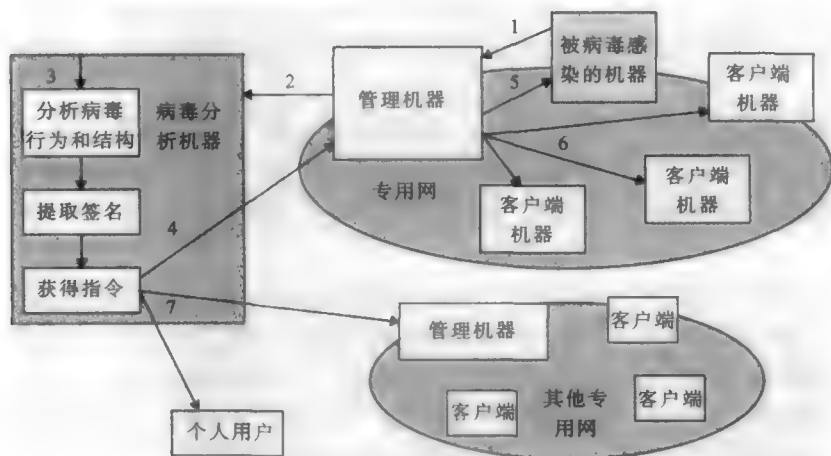 1
被病毒感
染的机器
3
2
管理机器
5
客户端
机器
分析病毒
行为和结构
病毒分
析机器
6
专用网
客户端
机器
客户端
机器
提取签名
4
获得指令
7
管理机器
客户端
客户端
其他专
用网
客户端
个人用户